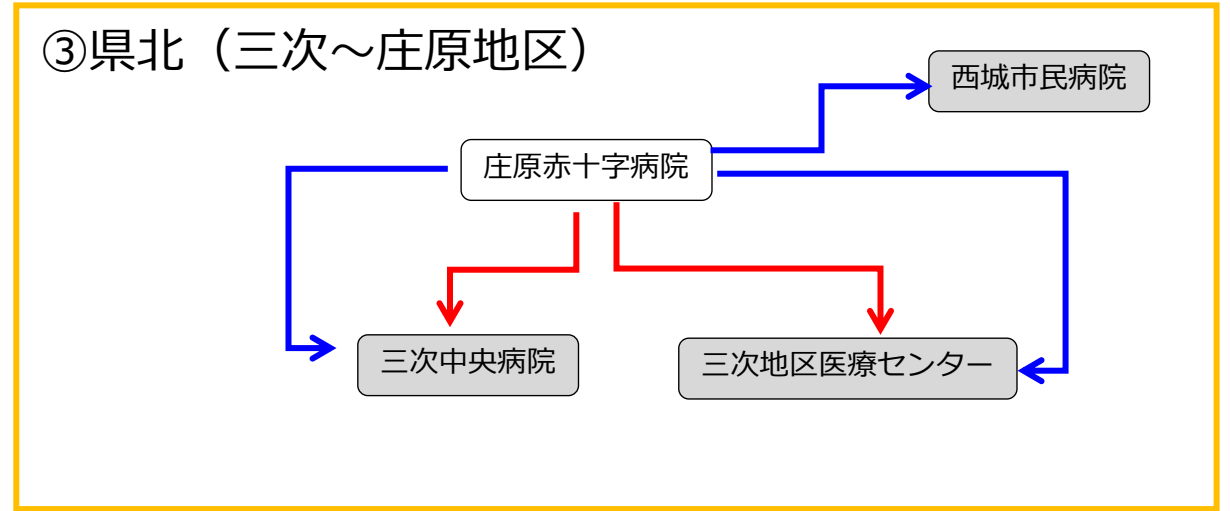 ③県北（三次～庄原地区）
西城市民病院
庄原赤十字病院
三次中央病院
三次地区医療センター